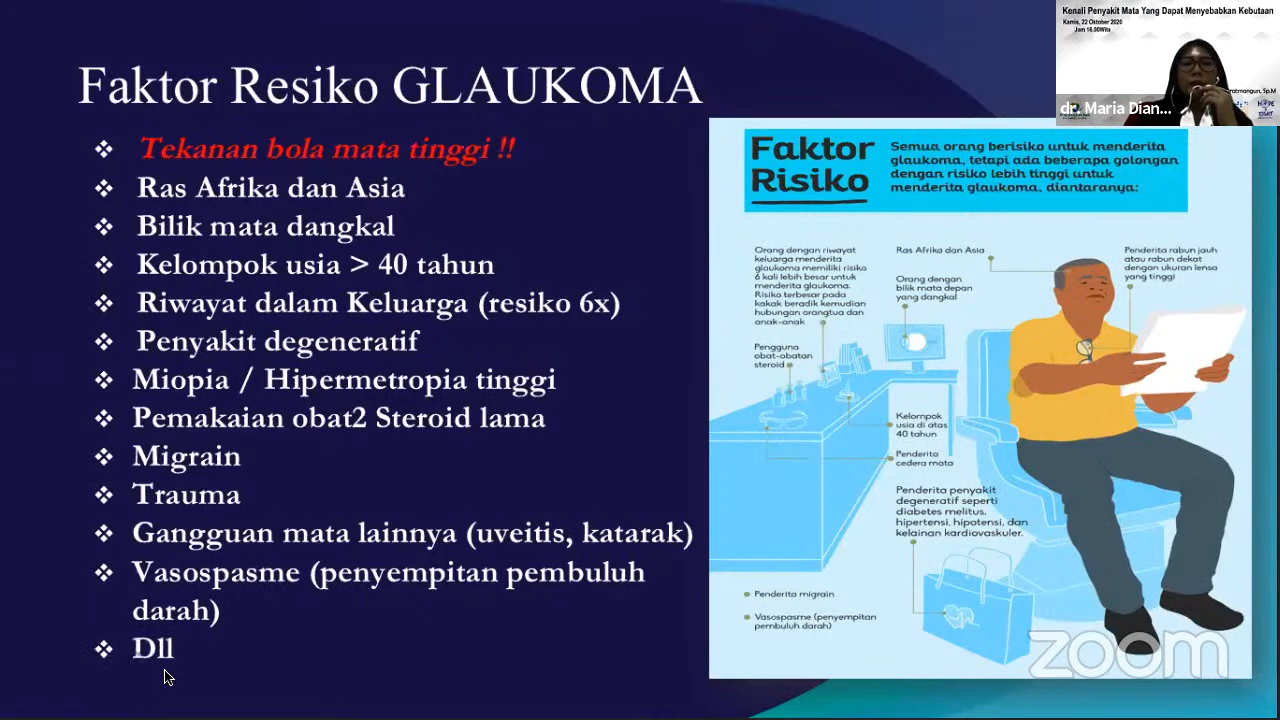 Faktor Resiko GLAUKOMA
❖ Tekanan bola mata tinggi !!
❖ Ras Afrika dan Asia
❖ Bilik mata dangkal
❖ Kelompok usia > 40 tahun
❖ Riwayat dalam Keluarga (resiko 6x)
❖ Penyakit degeneratif
❖ Miopia / Hipermetropia tinggi
❖ Pemakaian obat2 Steroid lama
❖ Migrain
❖ Trauma
❖ Gangguan mata lainnya (uveitis, katarak)
❖ Vasospasme (penyempitan pembuluh
darah)
❖ Dll
Kenali Penyakit Mata Yang Dapat Menyebabkan Kebutaan
Kamis, 22 Oktober 2020
Jam 16.00Wita
ratmangun, Sp.M
dr. Maria Dian...
Faktor
Risiko
Semua orang berisiko untuk menderita
glaukoma, tetapi ada beberapa golongan
dengan risiko lebih tinggi untuk
menderita glaukoma, diantaranya:
Orang dengan riwayat
keluarga menderita
glaukoma memiliki risiko
6 kali lebih besar untuk
menderita glaukoma.
Risiko terbesar pada
kakak beradik kemudian
hubungan orangtua dan
anak-anak
Ras Afrika dan Asia
Orang dengan
bilik mata depan
yang dangkal
Penderita rabun jauh
atau rabun dekat
dengan ukuran lensa
yang tinggi
Pengguna
obat-obatan
steroid
Kelompok
usia di atas
40 tahun
Penderita
cedera mata
Penderita penyakit
degeneratif seperti
diabetes melitus,
hipertensi, hipotensi, dan
kelainan kardiovaskuler.
Penderita migrain
Vasospasme (penyempitan
pembuluh darah)
zoom